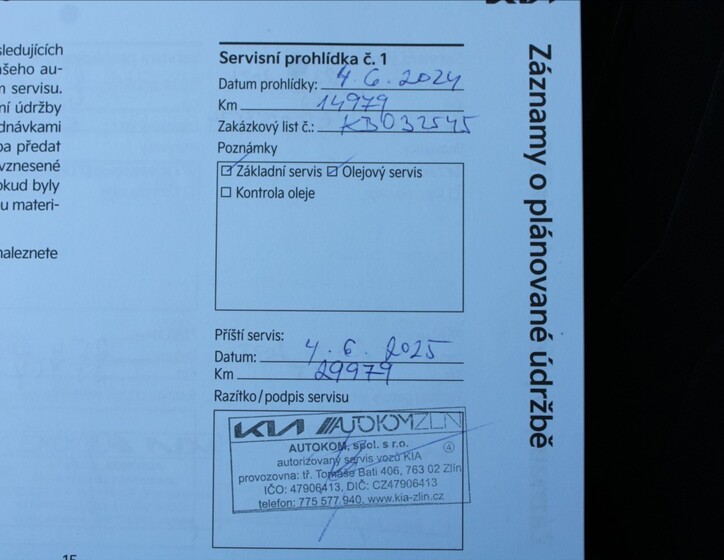 KIA
sledujících
ašeho au-
m servisu.
ní údržby
dnávkami
ba předat
vznesené
okud byly
u materi-
naleznete
Servisní prohlídka č. 1
Datum prohlídky: 4. 6. 2024
Km 14979
Zakázkový list č.: KB032545
Poznámky
☑ Základní servis ☑ Olejový servis
☐ Kontrola oleje
Příští servis:
Datum: 4. 6. 2025
Km 29979
Razítko/podpis servisu
KIA AUTOKOM ZLÍN
AUTOKOM, spol. s r.o.
autorizovaný servis vozů KIA 4
provozovna: tř. Tomáše Bati 406, 763 02 Zlín
IČO: 47906413, DIČ: CZ47906413
telefon: 775 577 940, www.kia-zlin.cz
Záznamy o plánované údržbě
15